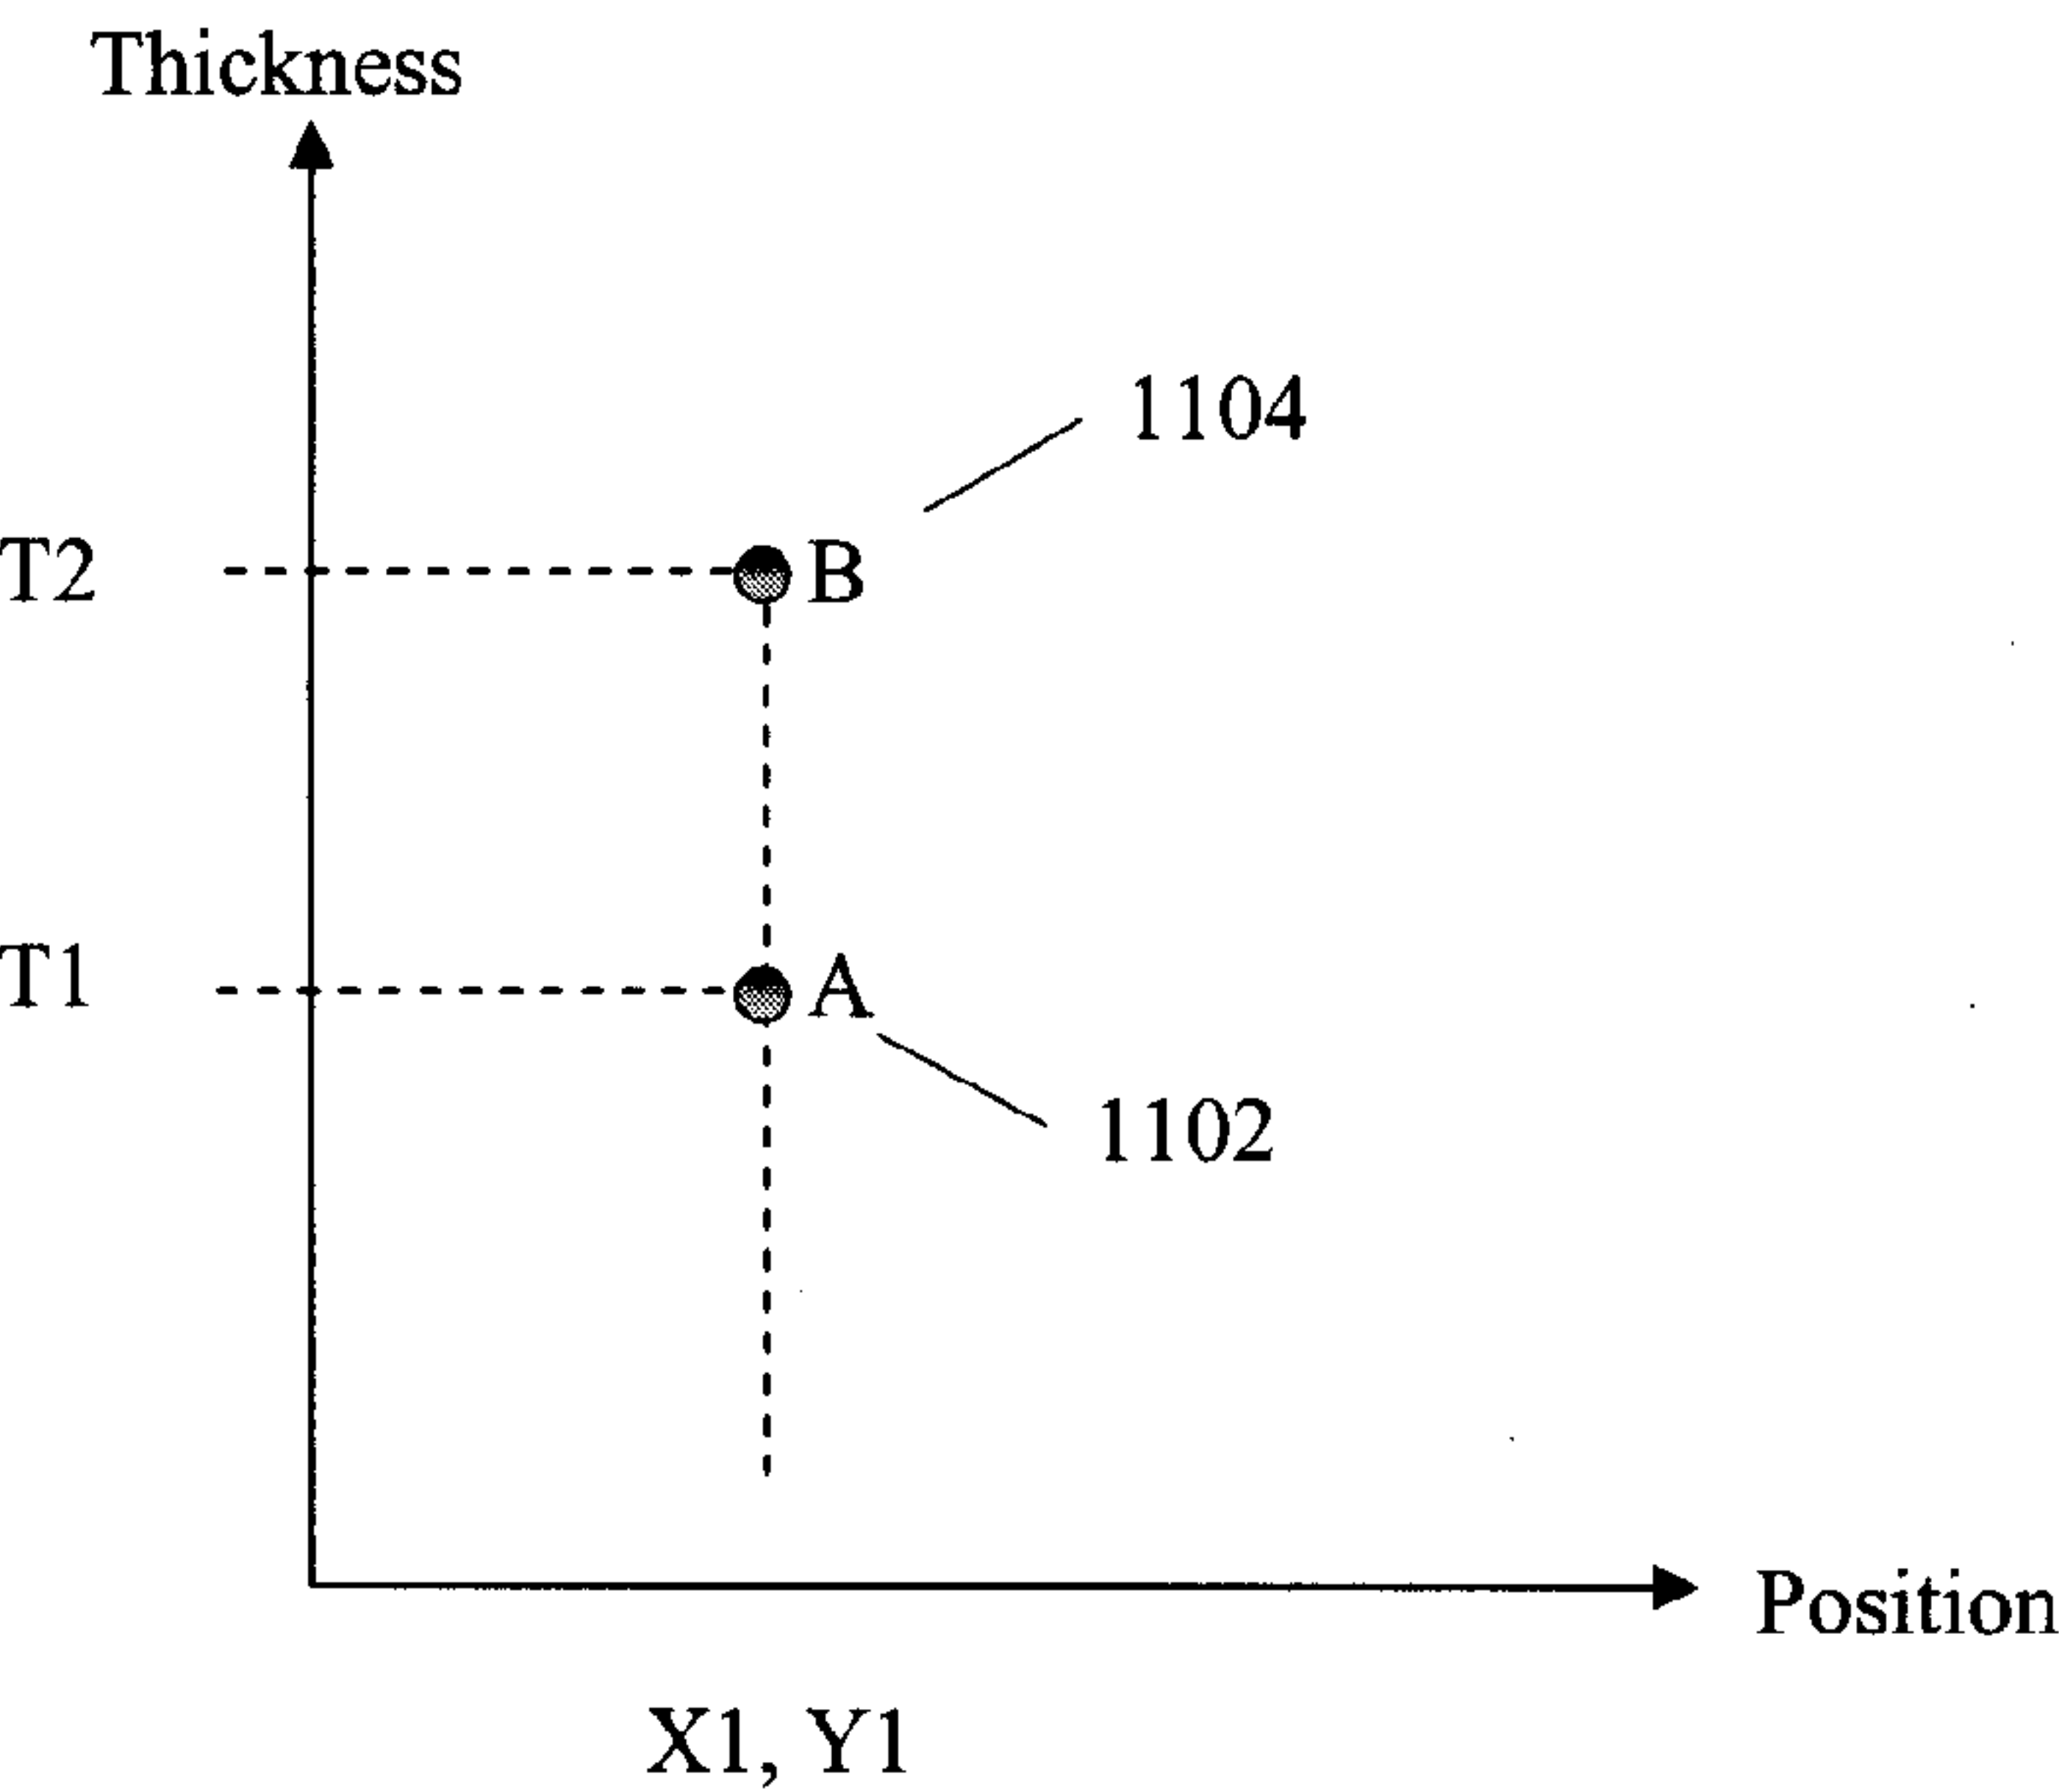 Thickness
1104
T2
B
T1
A
1102
Position
X1, Y1